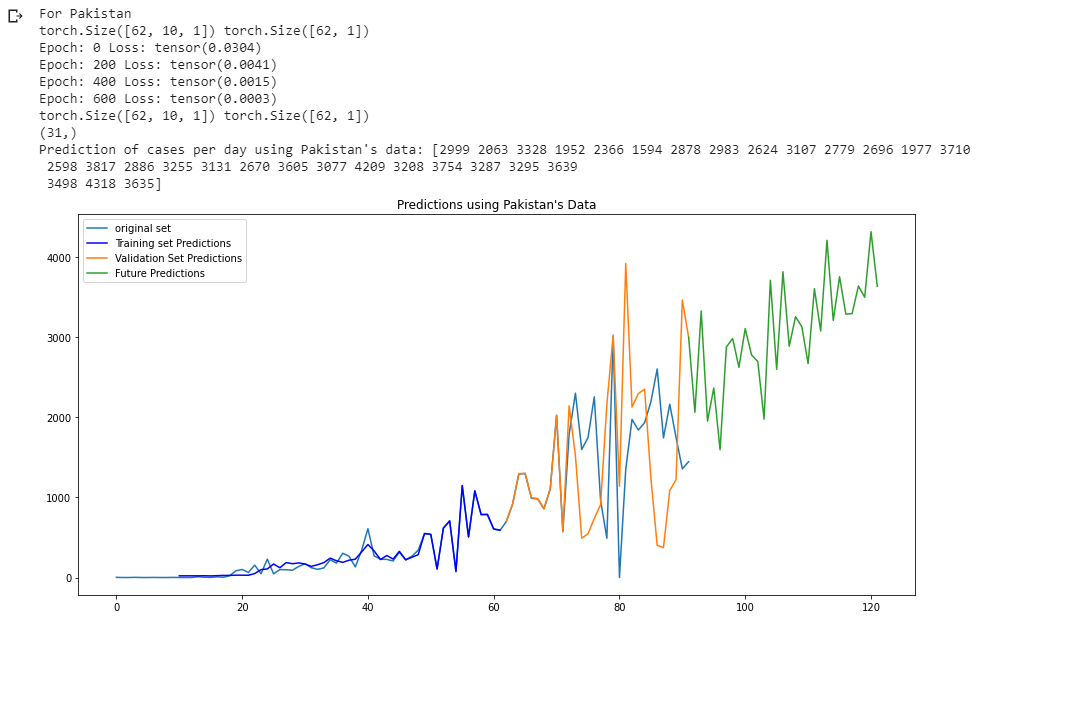 For Pakistan
torch.Size([62, 10, 1]) torch.Size([62, 1])
Epoch: 0 Loss: tensor(0.0304)
Epoch: 200 Loss: tensor(0.0041)
Epoch: 400 Loss: tensor(0.0015)
Epoch: 600 Loss: tensor(0.0003)
torch.Size([62, 10, 1]) torch.Size([62, 1])
(31,)
Prediction of cases per day using Pakistan's data: [2999 2063 3328 1952 2366 1594 2878 2983 2624 3107 2779 2696 1977 3710
2598 3817 2886 3255 3131 2670 3605 3077 4209 3208 3754 3287 3295 3639
3498 4318 3635]
Predictions using Pakistan's Data
original set
Training set Predictions
Validation Set Predictions
Future Predictions
4000
3000
2000
1000
0
0 20 40 60 80 100 120